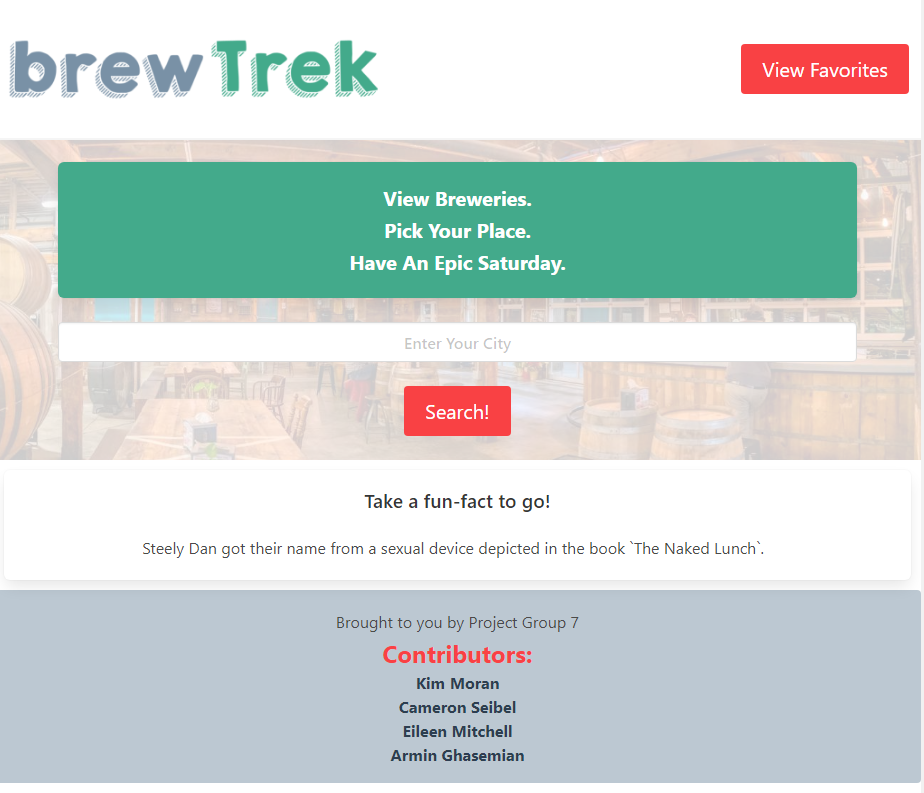 brewTrek
View Favorites
View Breweries.
Pick Your Place.
Have An Epic Saturday.
Enter Your City
Search!
Take a fun-fact to go!
Steely Dan got their name from a sexual device depicted in the book `The Naked Lunch`.
Brought to you by Project Group 7
Contributors:
Kim Moran
Cameron Seibel
Eileen Mitchell
Armin Ghasemian